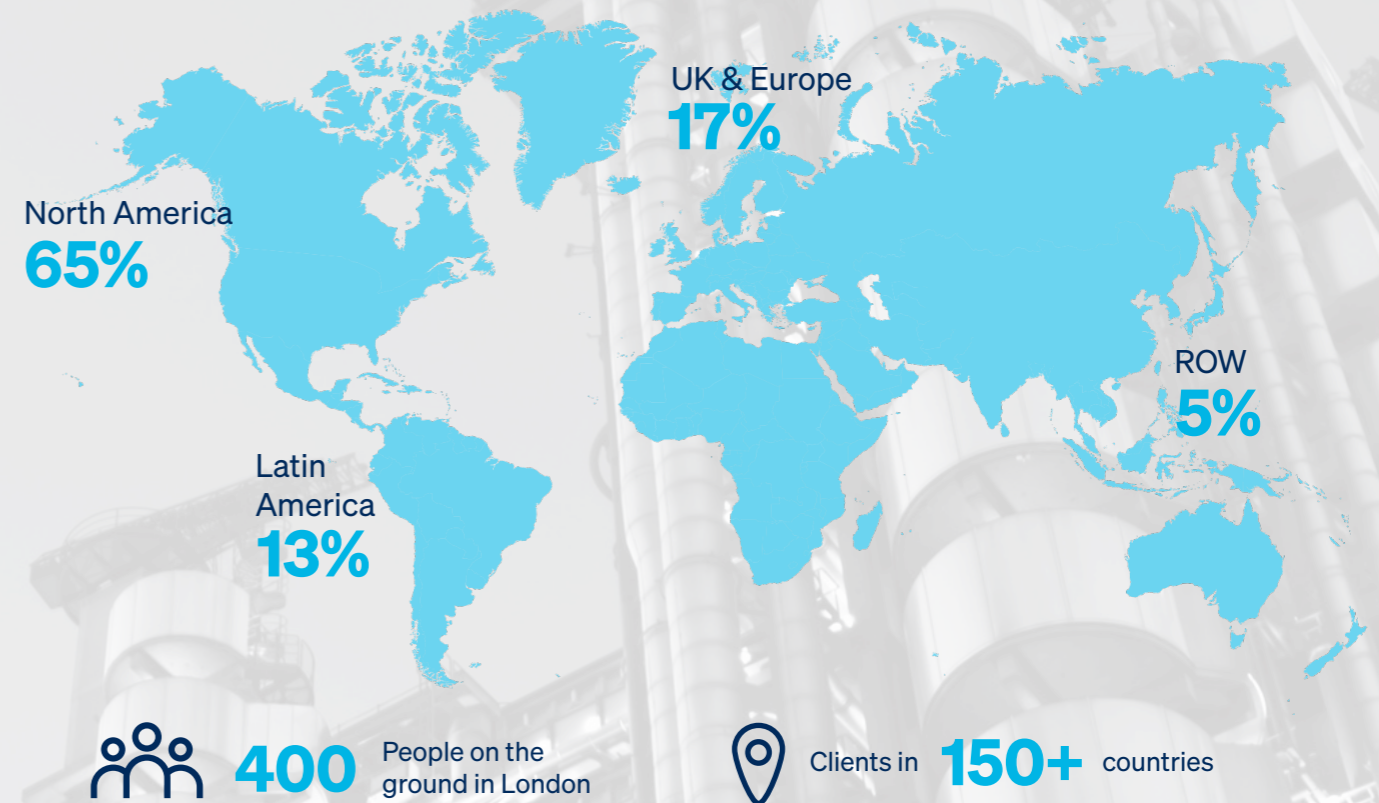 UK & Europe
17%
North America
65%
ROW
5%
Latin
America
13%
400
People on the
ground in London
Clients in 150+ countries